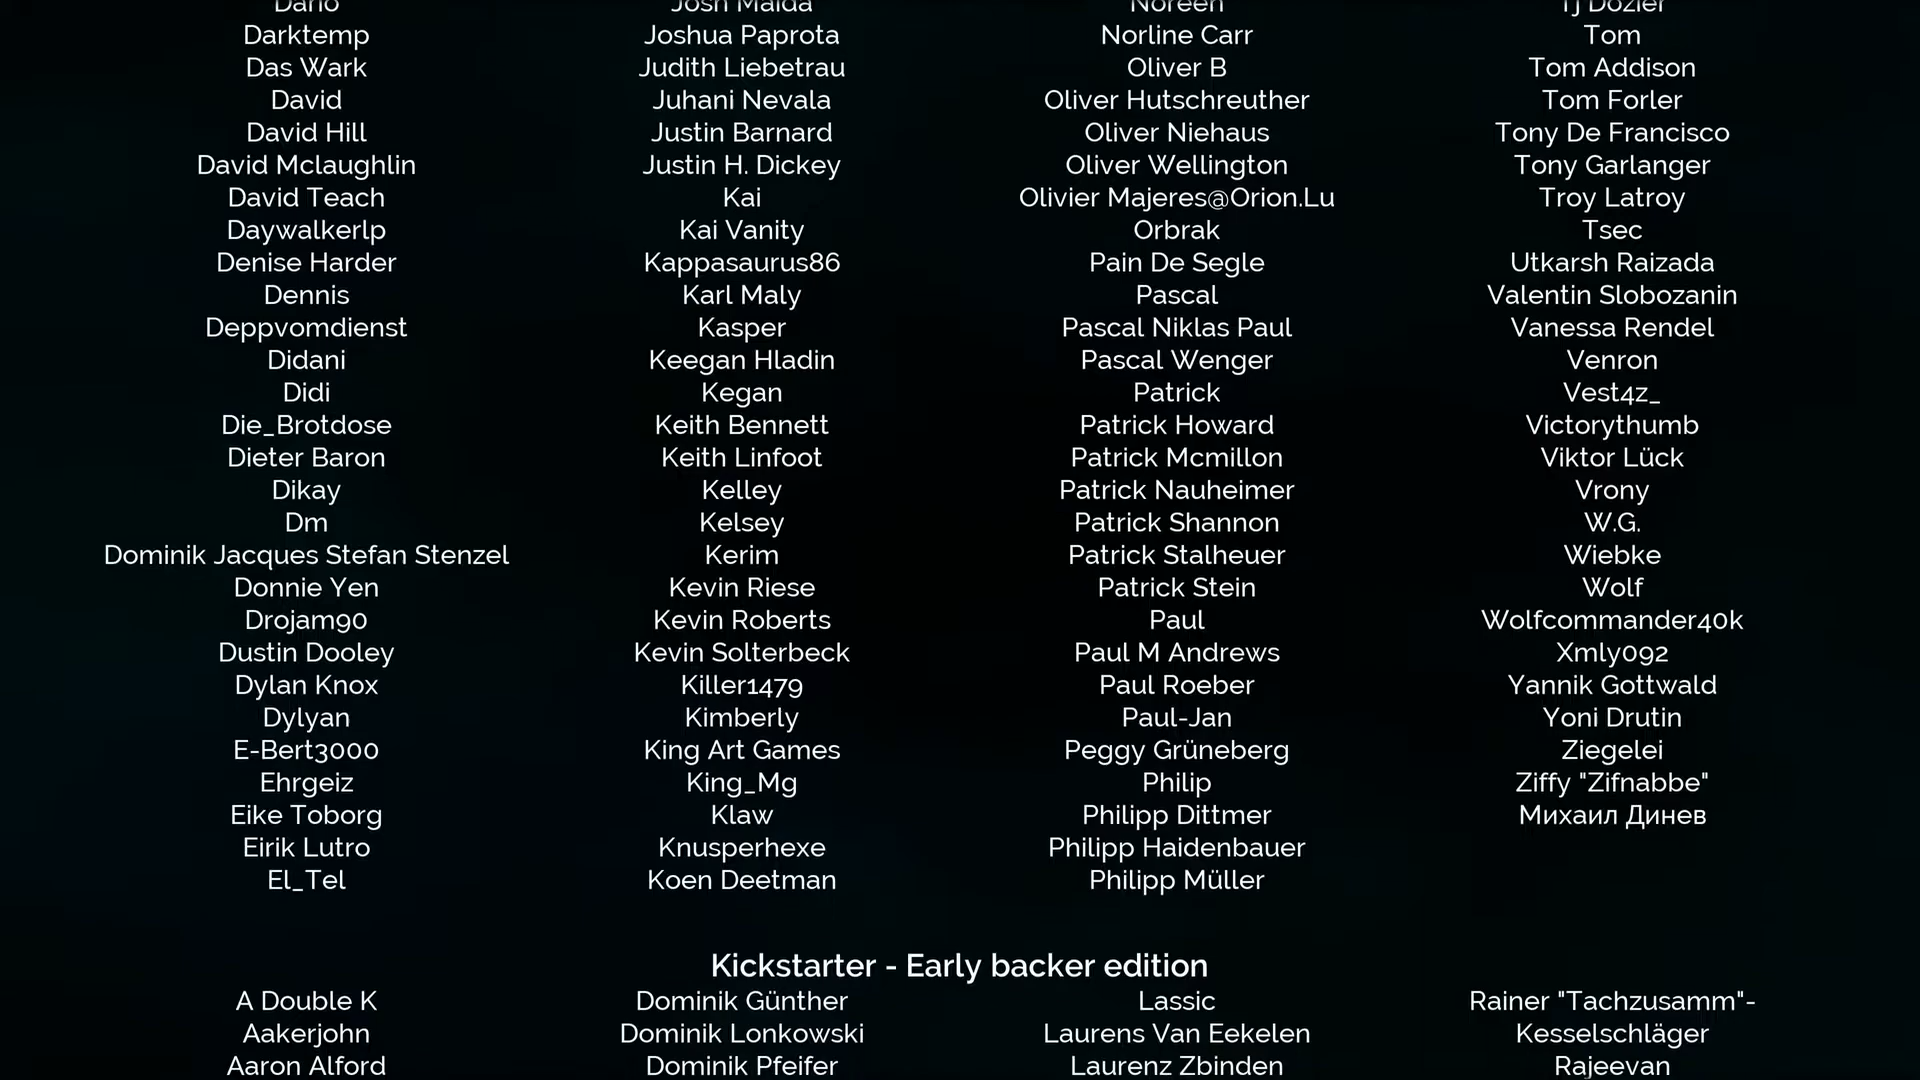 Dario
Darktemp
Das Wark
David
David Hill
David Mclaughlin
David Teach
Daywalkerlp
Denise Harder
Dennis
Deppvomdienst
Didani
Didi
Die_Brotdose
Dieter Baron
Dikay
Dm
Dominik Jacques Stefan Stenzel
Donnie Yen
Drojam90
Dustin Dooley
Dylan Knox
Dylyan
E-Bert3000
Ehrgeiz
Eike Toborg
Eirik Lutro
El_Tel
Josh Maida
Joshua Paprota
Judith Liebetrau
Juhani Nevala
Justin Barnard
Justin H. Dickey
Kai
Kai Vanity
Kappasaurus86
Karl Maly
Kasper
Keegan Hladin
Kegan
Keith Bennett
Keith Linfoot
Kelley
Kelsey
Kerim
Kevin Riese
Kevin Roberts
Kevin Solterbeck
Killer1479
Kimberly
King Art Games
King_Mg
Klaw
Knusperhexe
Koen Deetman
Noreen
Norline Carr
Oliver B
Oliver Hutschreuther
Oliver Niehaus
Oliver Wellington
Olivier Majeres@Orion.Lu
Orbrak
Pain De Segle
Pascal
Pascal Niklas Paul
Pascal Wenger
Patrick
Patrick Howard
Patrick Mcmillon
Patrick Nauheimer
Patrick Shannon
Patrick Stalheuer
Patrick Stein
Paul
Paul M Andrews
Paul Roeber
Paul-Jan
Peggy Grüneberg
Philip
Philipp Dittmer
Philipp Haidenbauer
Philipp Müller
Tj Dozier
Tom
Tom Addison
Tom Forler
Tony De Francisco
Tony Garlanger
Troy Latroy
Tsec
Utkarsh Raizada
Valentin Slobozanin
Vanessa Rendel
Venron
Vest4z_
Victorythumb
Viktor Lück
Vrony
W.G.
Wiebke
Wolf
Wolfcommander40k
Xmly092
Yannik Gottwald
Yoni Drutin
Ziegelei
Ziffy "Zifnabbe"
Михаил Динев
Kickstarter - Early backer edition
A Double K
Aakerjohn
Aaron Alford
Dominik Günther
Dominik Lonkowski
Dominik Pfeifer
Lassic
Laurens Van Eekelen
Laurenz Zbinden
Rainer "Tachzusamm"-
Kesselschläger
Rajeevan